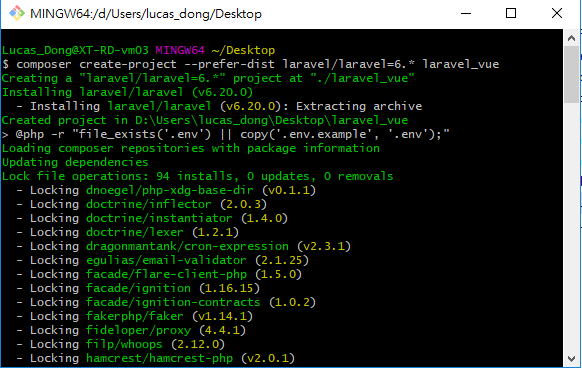 MINGW64:/d/Users/lucas_dong/Desktop
Lucas_Dong@XT-RD-vm03 MINGW64 ~/Desktop
$ composer create-project --prefer-dist laravel/laravel=6.* laravel_vue
Creating a "laravel/laravel=6.*" project at "./laravel_vue"
Installing laravel/laravel (v6.20.0)
  - Installing laravel/laravel (v6.20.0): Extracting archive
Created project in D:\Users\lucas_dong\Desktop\laravel_vue
> @php -r "file_exists('.env') || copy('.env.example', '.env');"
Loading composer repositories with package information
Updating dependencies
Lock file operations: 94 installs, 0 updates, 0 removals
  - Locking dnoegel/php-xdg-base-dir (v0.1.1)
  - Locking doctrine/inflector (2.0.3)
  - Locking doctrine/instantiator (1.4.0)
  - Locking doctrine/lexer (1.2.1)
  - Locking dragonmantank/cron-expression (v2.3.1)
  - Locking egulias/email-validator (2.1.25)
  - Locking facade/flare-client-php (1.5.0)
  - Locking facade/ignition (1.16.15)
  - Locking facade/ignition-contracts (1.0.2)
  - Locking fakerphp/faker (v1.14.1)
  - Locking fideloper/proxy (4.4.1)
  - Locking filp/whoops (2.12.0)
  - Locking hamcrest/hamcrest-php (v2.0.1)